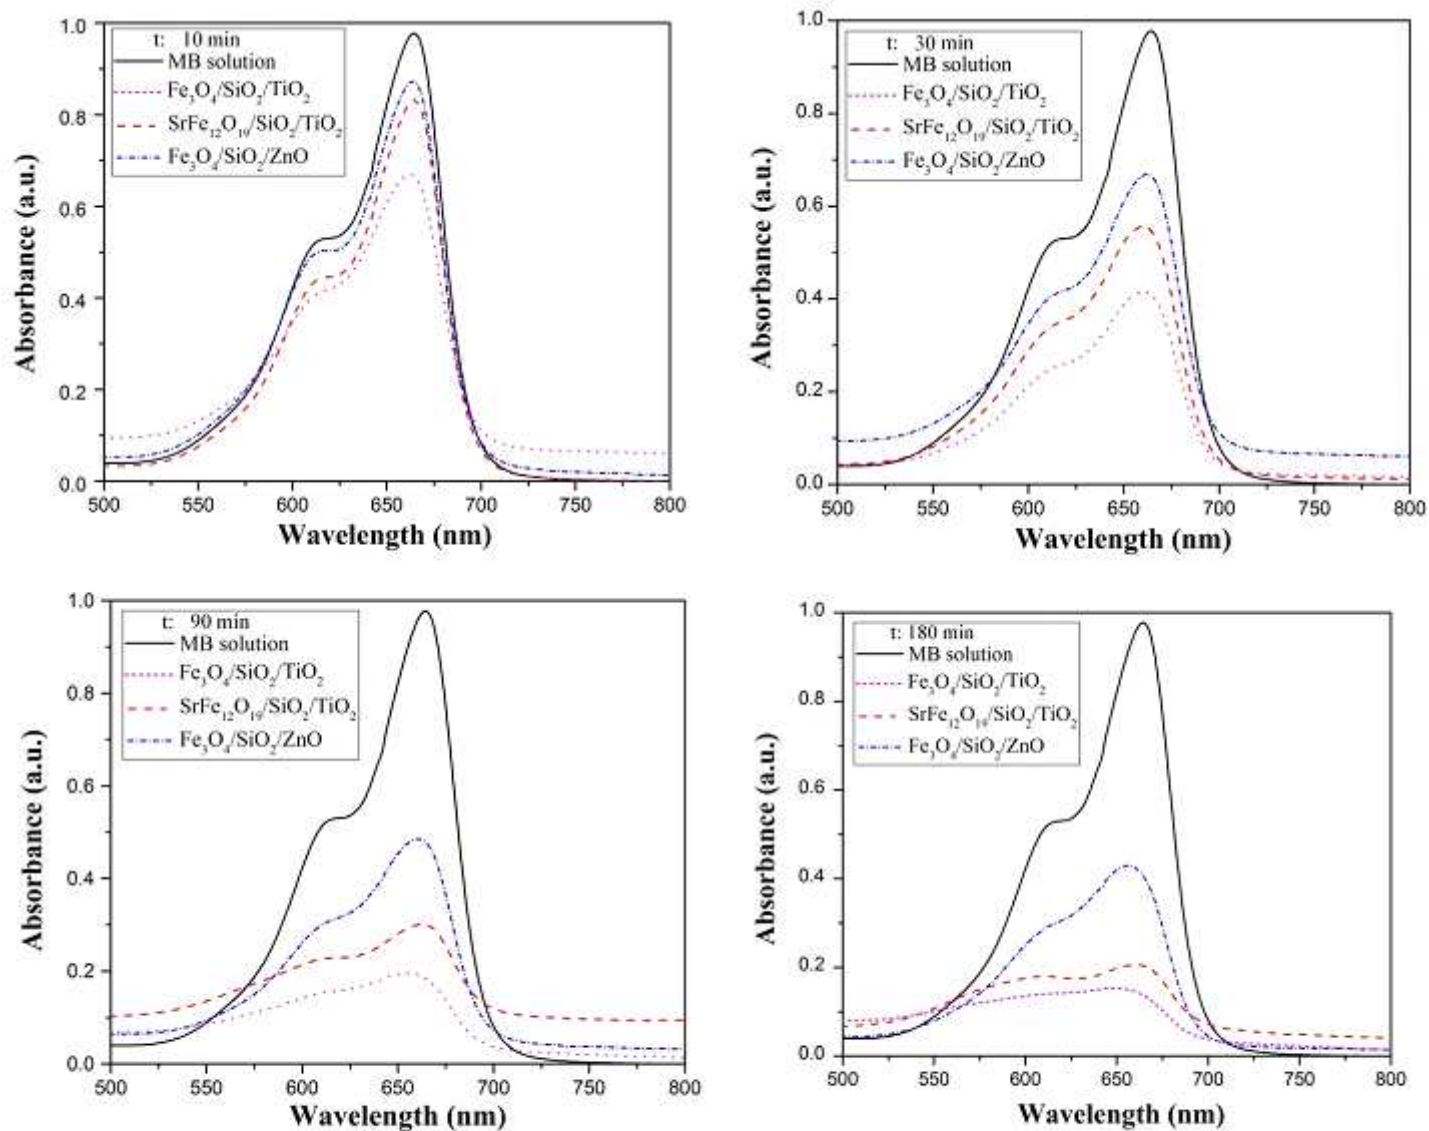 t: 10 min
MB solution
Fe3O4/SiO2/TiO2
SrFe12O19/SiO2/TiO2
Fe3O4/SiO2/ZnO
1.0
0.8
0.6
0.4
0.2
0.0
Absorbance (a.u.)
500 550 600 650 700 750 800
Wavelength (nm)
t: 30 min
MB solution
Fe3O4/SiO2/TiO2
SrFe12O19/SiO2/TiO2
Fe3O4/SiO2/ZnO
1.0
0.8
0.6
0.4
0.2
0.0
Absorbance (a.u.)
500 550 600 650 700 750 800
Wavelength (nm)
t: 90 min
MB solution
Fe3O4/SiO2/TiO2
SrFe12O19/SiO2/TiO2
Fe3O4/SiO2/ZnO
1.0
0.8
0.6
0.4
0.2
0.0
Absorbance (a.u.)
500 550 600 650 700 750 800
Wavelength (nm)
t: 180 min
MB solution
Fe3O4/SiO2/TiO2
SrFe12O19/SiO2/TiO2
Fe3O4/SiO2/ZnO
1.0
0.8
0.6
0.4
0.2
0.0
Absorbance (a.u.)
500 550 600 650 700 750 800
Wavelength (nm)